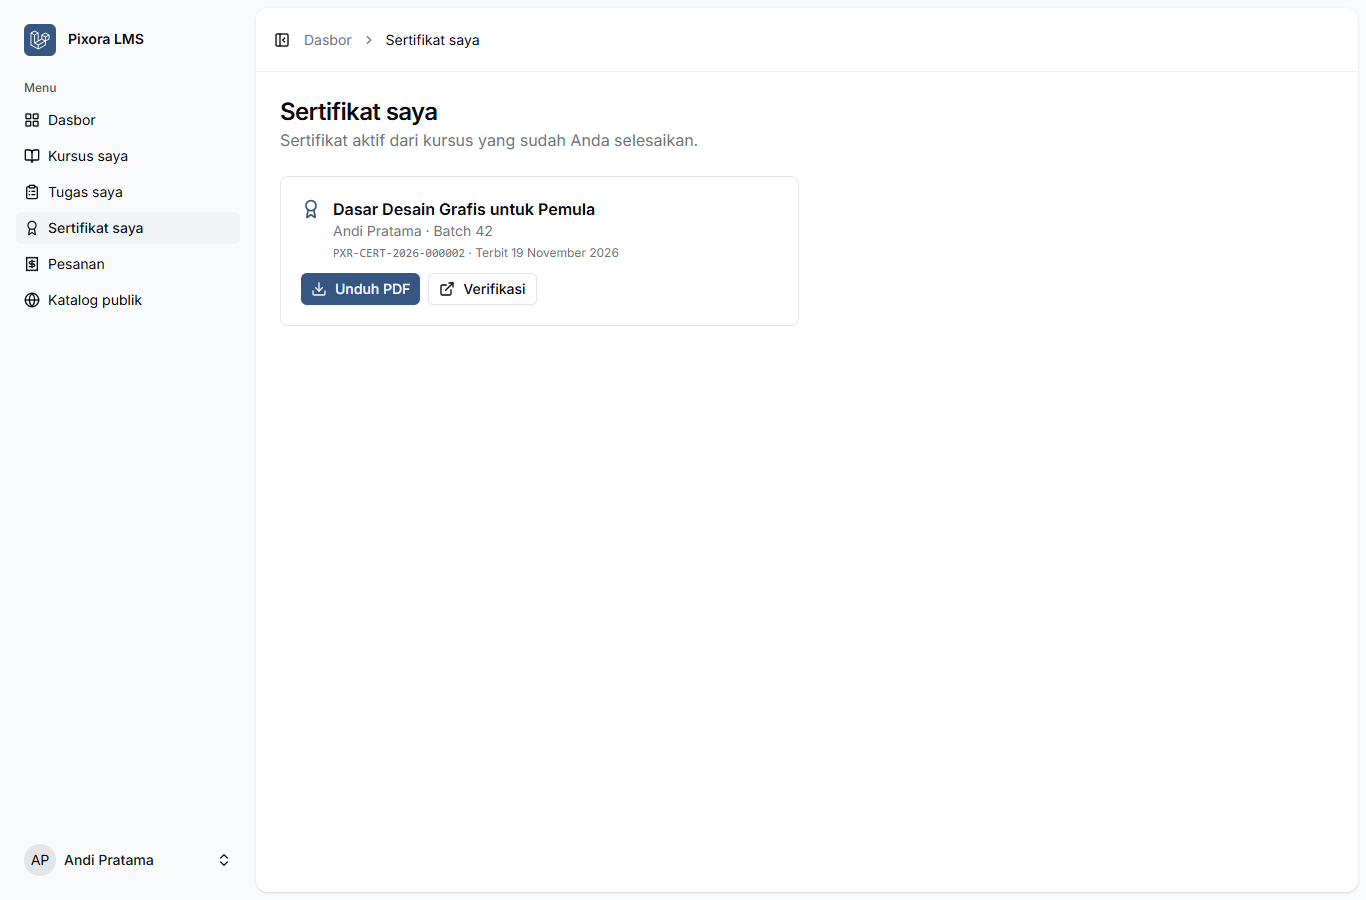 Pixora LMS
Menu
Dasbor
Kursus saya
Tugas saya
Sertifikat saya
Pesanan
Katalog publik
AP Andi Pratama
Dasbor > Sertifikat saya
Sertifikat saya
Sertifikat aktif dari kursus yang sudah Anda selesaikan.
Dasar Desain Grafis untuk Pemula
Andi Pratama · Batch 42
PXR-CERT-2026-000002 · Terbit 19 November 2026
Unduh PDF Verifikasi